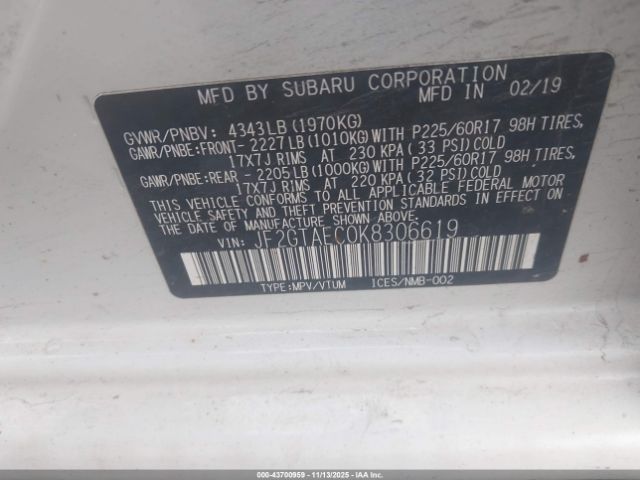 MFD BY SUBARU CORPORATION
MFD IN 02/19
GVWR/PNBV: 4343LB(1970KG)
GAWR/PNBE:FRONT- 2227LB(1010KG)WITH P225/60R17 98H TIRES,
17X7J RIMS AT 230 KPA( 33 PSI)COLD
GAWR/PNBE:REAR - 2205LB(1000KG)WITH P225/60R17 98H TIRES,
17X7J RIMS AT 220 KPA( 32 PSI)COLD
THIS VEHICLE CONFORMS TO ALL APPLICABLE FEDERAL MOTOR
VEHICLE SAFETY AND THEFT PREVENTION STANDARDS IN EFFECT ON
THE DATE OF MANUFACTURE SHOWN ABOVE.
VIN: JF2GTAEC0K8306619
TYPE:MPV/VTUM ICES/NMB-002
000-43700959 - 11/13/2025 - COPART.COM